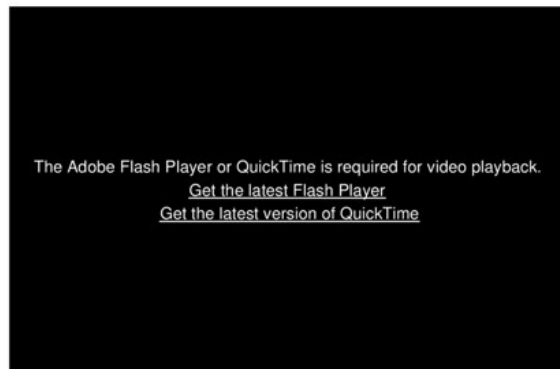 The Adobe Flash Player or QuickTime is required for video playback.
Get the latest Flash Player
Get the latest version of QuickTime